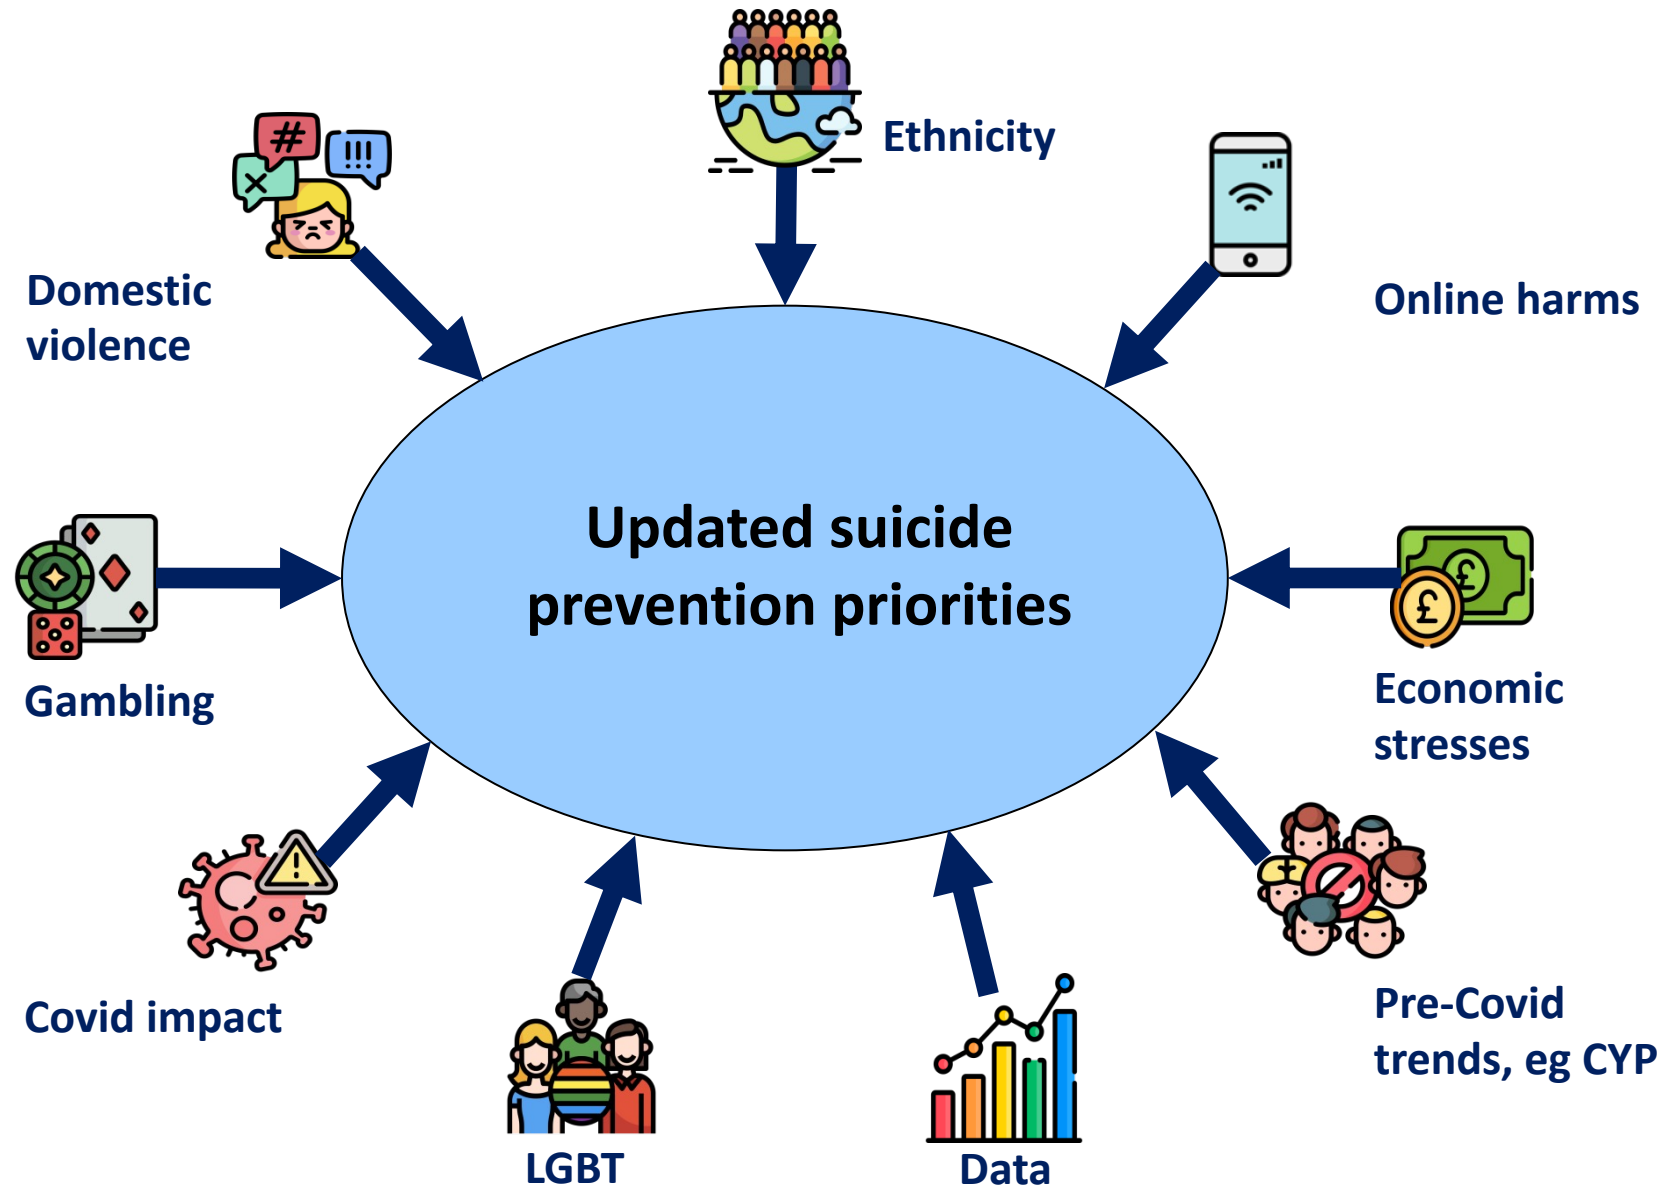 Ethnicity
Domestic
violence
Online harms
Updated suicide
prevention priorities
Gambling
Economic
stresses
Covid impact
Pre-Covid
trends, eg CYP
LGBT
Data